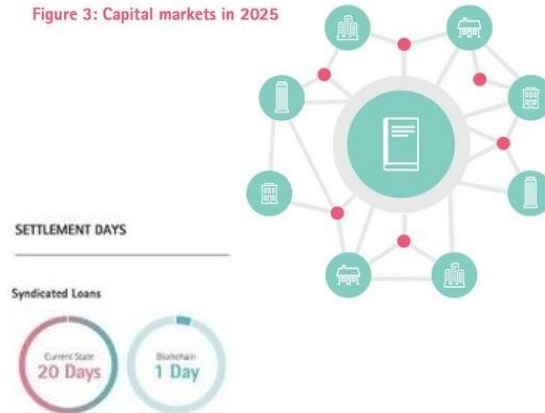 Figure 3: Capital markets in 2025
SETTLEMENT DAYS
Syndicated Loans
Current State
20 Days
Blockchain
1 Day